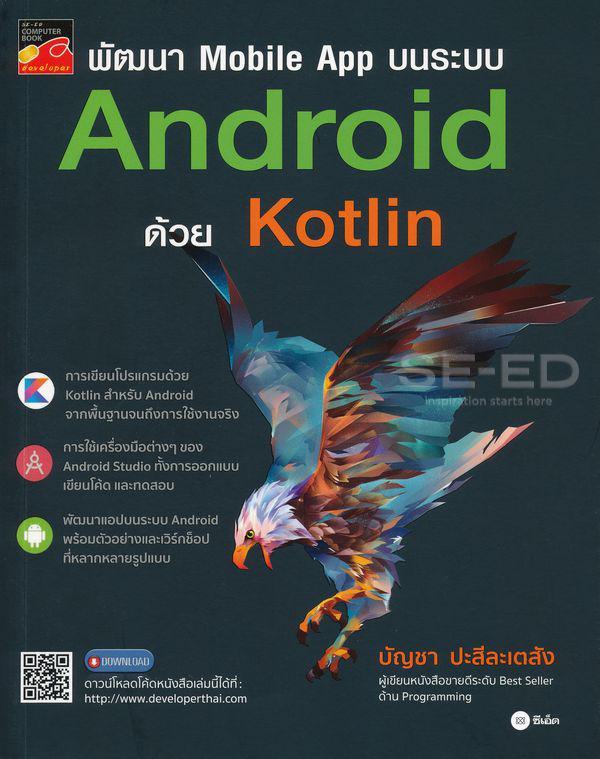 SE-ED
COMPUTER
BOOK
developer
พัฒนา Mobile App บนระบบ
Android
ด้วย Kotlin
SE-ED
inspiration starts here
การเขียนโปรแกรมด้วย
Kotlin สำหรับ Android
จากพื้นฐานจนถึงการใช้งานจริง
การใช้เครื่องมือต่างๆ ของ
Android Studio ทั้งการออกแบบ
เขียนโค้ด และทดสอบ
พัฒนาแอปบนระบบ Android
พร้อมตัวอย่างและเวิร์กช็อป
ที่หลากหลายรูปแบบ
DOWNLOAD
ดาวน์โหลดโค้ดหนังสือเล่มนี้ได้ที่ :
http://www.developerthai.com
บัญชา ปะสีละเตสัง
ผู้เขียนหนังสือขายดีระดับ Best Seller
ด้าน Programming
ซีเอ็ด